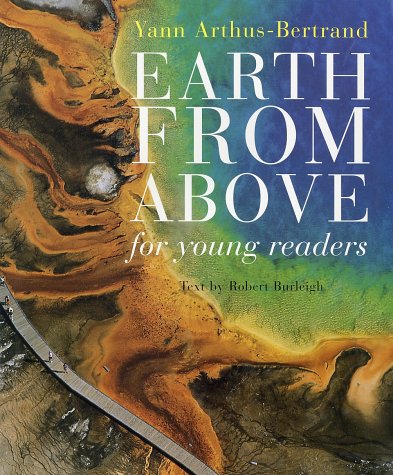 Yann Arthus-Bertrand
EARTH
FROM
ABOVE
for young readers
Text by Robert Burleigh